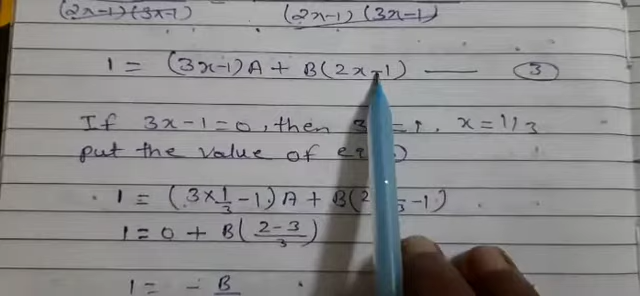 (2x-1)(3x-1) (2x-1)(3x-1)
1 = (3x-1)A + B(2x-1) —— 3
If 3x-1=0, then 3 =1, x=1/3
put the value of eq )
1 = (3×1/3 -1)A + B(2 3 -1)
1 = 0 + B(2-3/3)
1 = - B